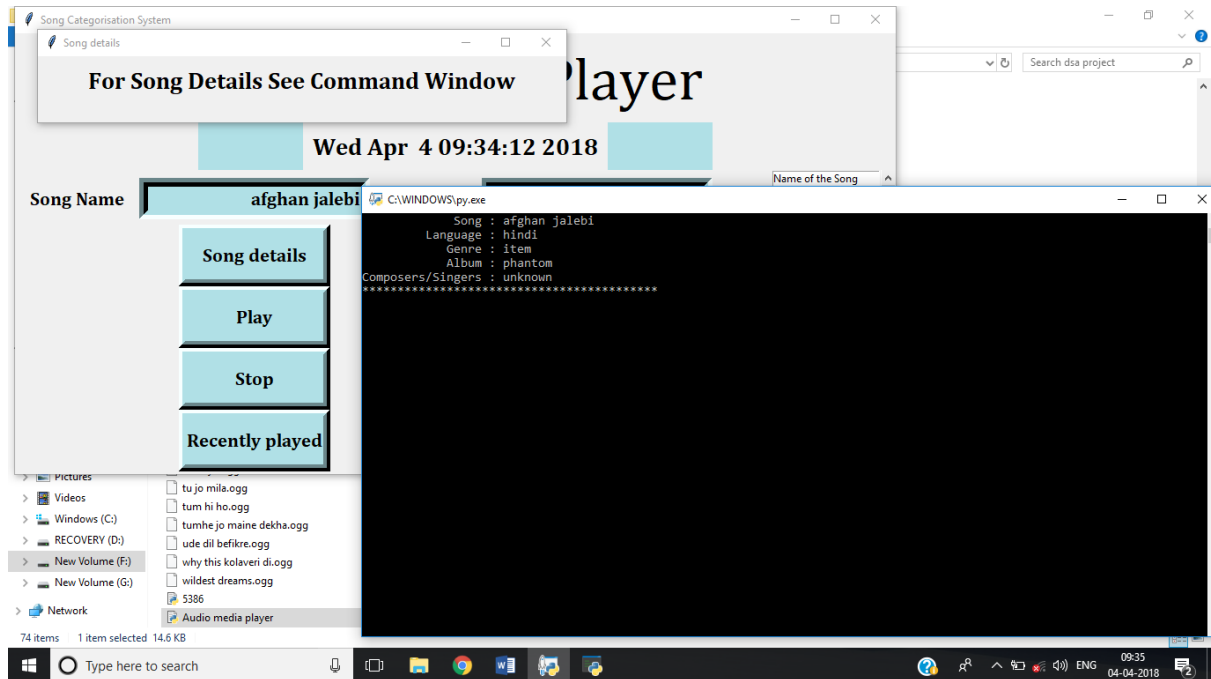 Song Categorisation System
Song details
For Song Details See Command Window
Player
Wed Apr  4 09:34:12 2018
Search dsa project
Name of the Song
Song Name
afghan jalebi
Song details
Play
Stop
Recently played
C:\WINDOWS\py.exe
Song : afghan jalebi
Language : hindi
Genre : item
Album : phantom
Composers/Singers : unknown
******************************************
Pictures
Videos
Windows (C:)
RECOVERY (D:)
New Volume (F:)
New Volume (G:)
Network
tu jo mila.ogg
tum hi ho.ogg
tumhe jo maine dekha.ogg
ude dil befikre.ogg
why this kolaveri di.ogg
wildest dreams.ogg
5386
Audio media player
74 items 1 item selected 14.6 KB
Type here to search
ENG
09:35
04-04-2018
2